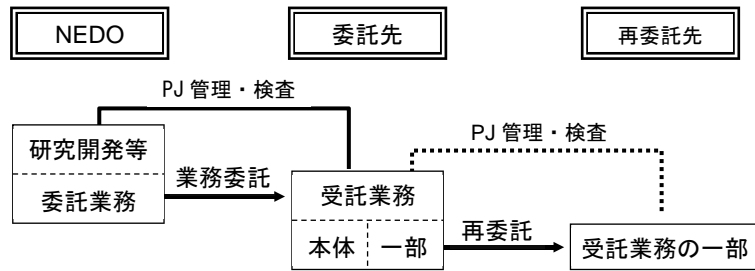 NEDO
委託先
再委託先
PJ 管理・検査
PJ 管理・検査
研究開発等
委託業務
業務委託
受託業務
本体
一部
再委託
受託業務の一部